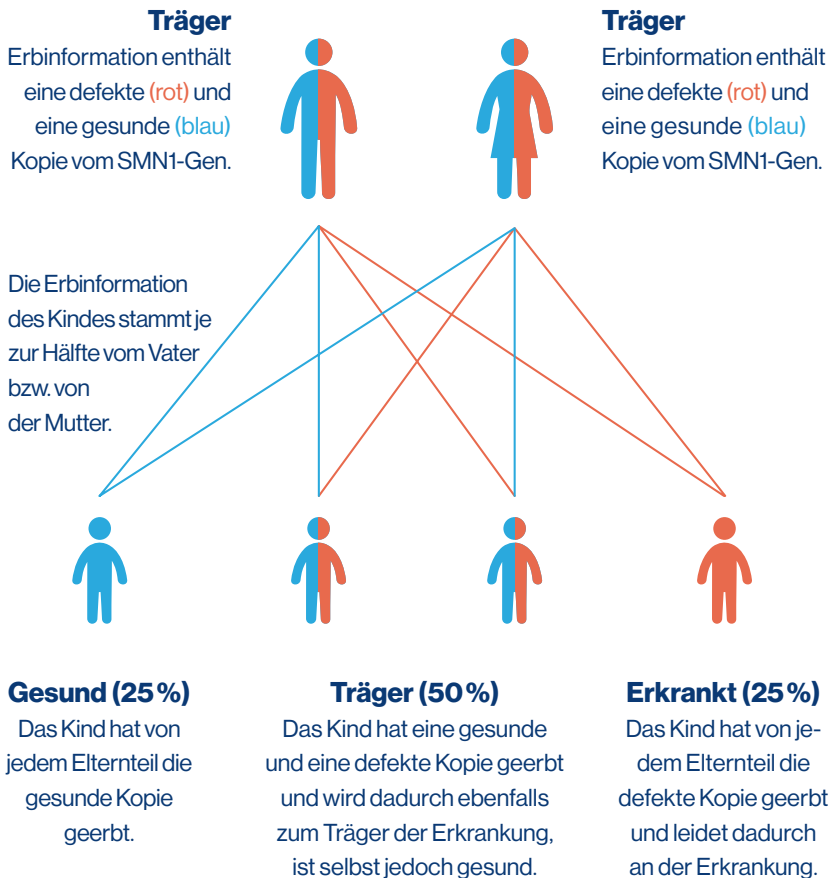 Träger
Erbinformation enthält
eine defekte (rot) und
eine gesunde (blau)
Kopie vom SMN1-Gen.
Träger
Erbinformation enthält
eine defekte (rot) und
eine gesunde (blau)
Kopie vom SMN1-Gen.
Die Erbinformation
des Kindes stammt je
zur Hälfte vom Vater
bzw. von
der Mutter.
Gesund (25 %)
Das Kind hat von
jedem Elternteil die
gesunde Kopie
geerbt.
Träger (50 %)
Das Kind hat eine gesunde
und eine defekte Kopie geerbt
und wird dadurch ebenfalls
zum Träger der Erkrankung,
ist selbst jedoch gesund.
Erkrankt (25 %)
Das Kind hat von je-
dem Elternteil die
defekte Kopie geerbt
und leidet dadurch
an der Erkrankung.